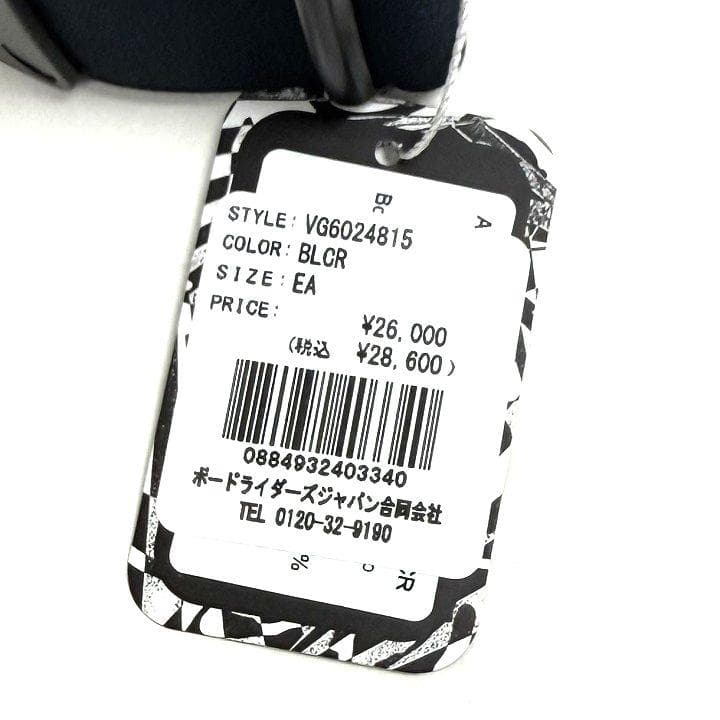 A
Bc
STYLE: VG6024815
COLOR: BLCR
SIZE: EA
PRICE:
¥26,000
(税込 ¥28,600)
0884932403340
ボードライダーズジャパン合同会社
TEL 0120-32-9190
%
R